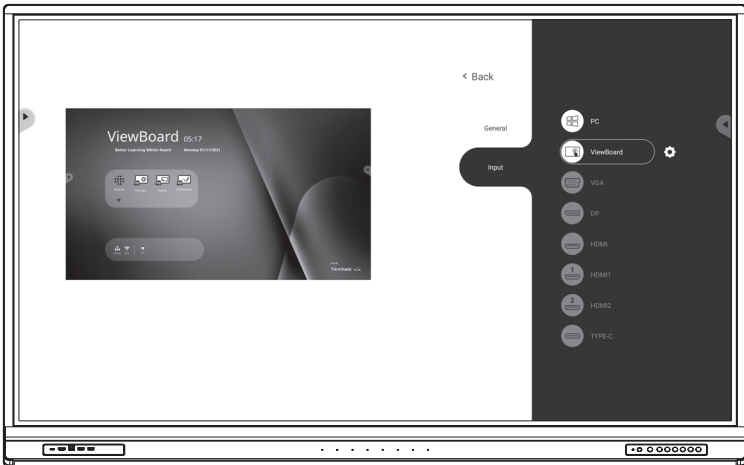 Back
General
Input
ViewBoard 05:17
Better Learning Within Reach Monday 01/11/2021
ViewSonic
PC
ViewBoard
VGA
DP
HDMI
1
HDMI1
2
HDMI2
TYPE-C